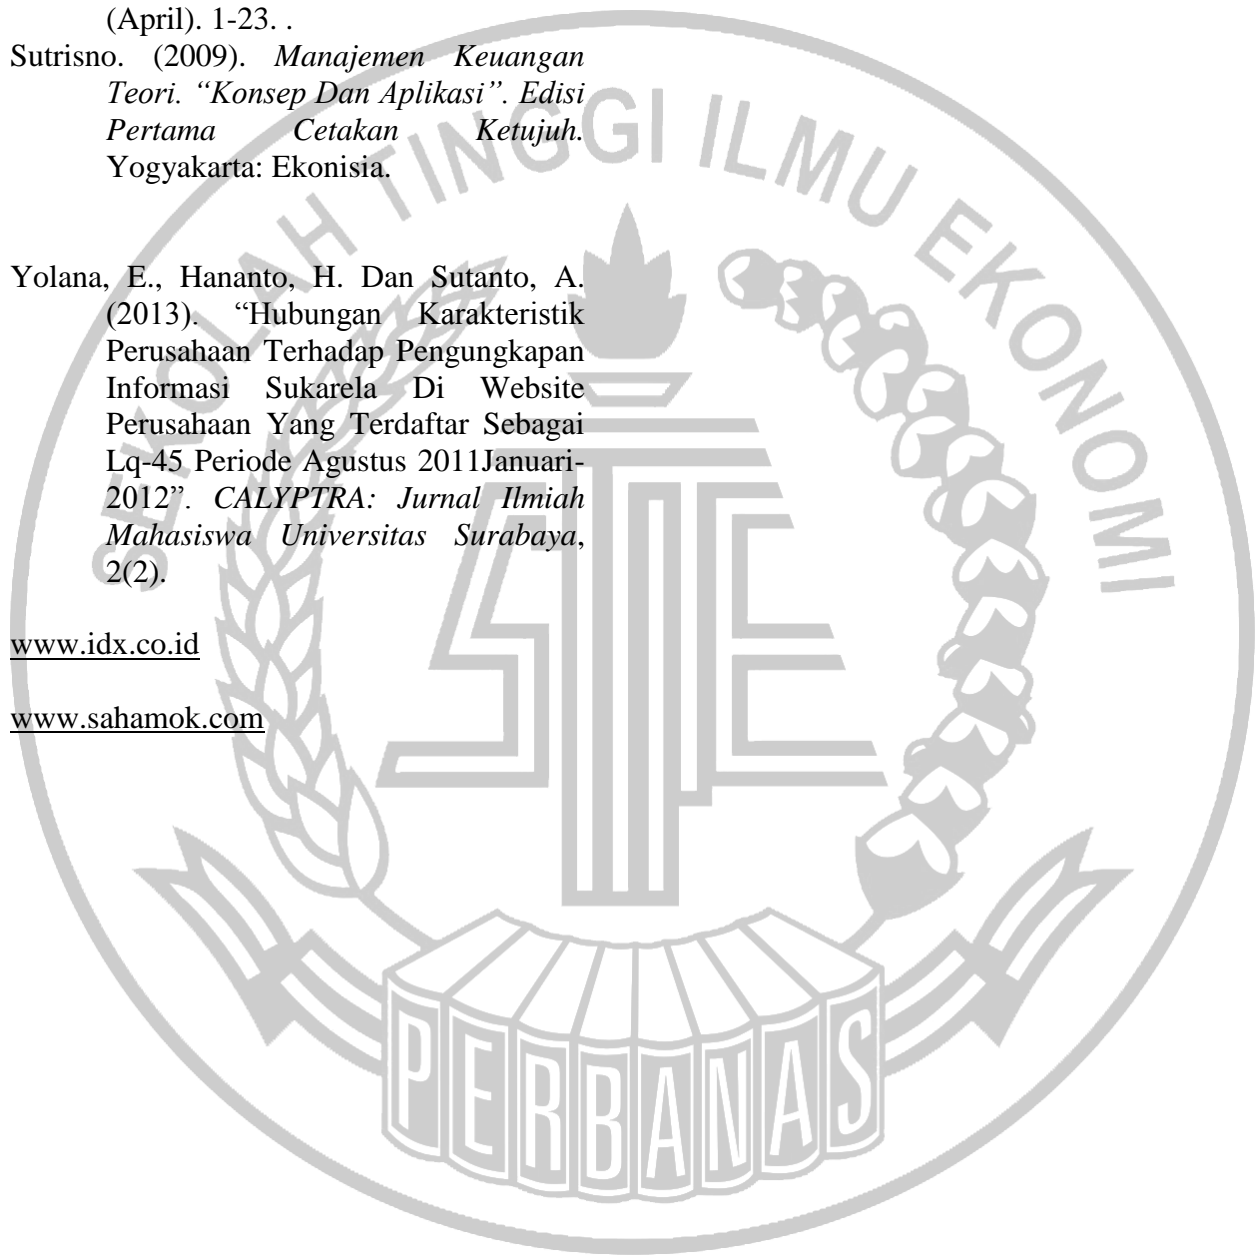 (April). 1-23. .
Sutrisno. (2009). Manajemen Keuangan
Teori. “Konsep Dan Aplikasi”. Edisi
Pertama Cetakan Ketujuh.
Yogyakarta: Ekonisia.
Yolana, E., Hananto, H. Dan Sutanto, A.
(2013). “Hubungan Karakteristik
Perusahaan Terhadap Pengungkapan
Informasi Sukarela Di Website
Perusahaan Yang Terdaftar Sebagai
Lq-45 Periode Agustus 2011Januari-
2012”. CALYPTRA: Jurnal Ilmiah
Mahasiswa Universitas Surabaya,
2(2).
www.idx.co.id
www.sahamok.com
SEKOLAH TINGGI ILMU EKONOMI
STIE
PERBANAS